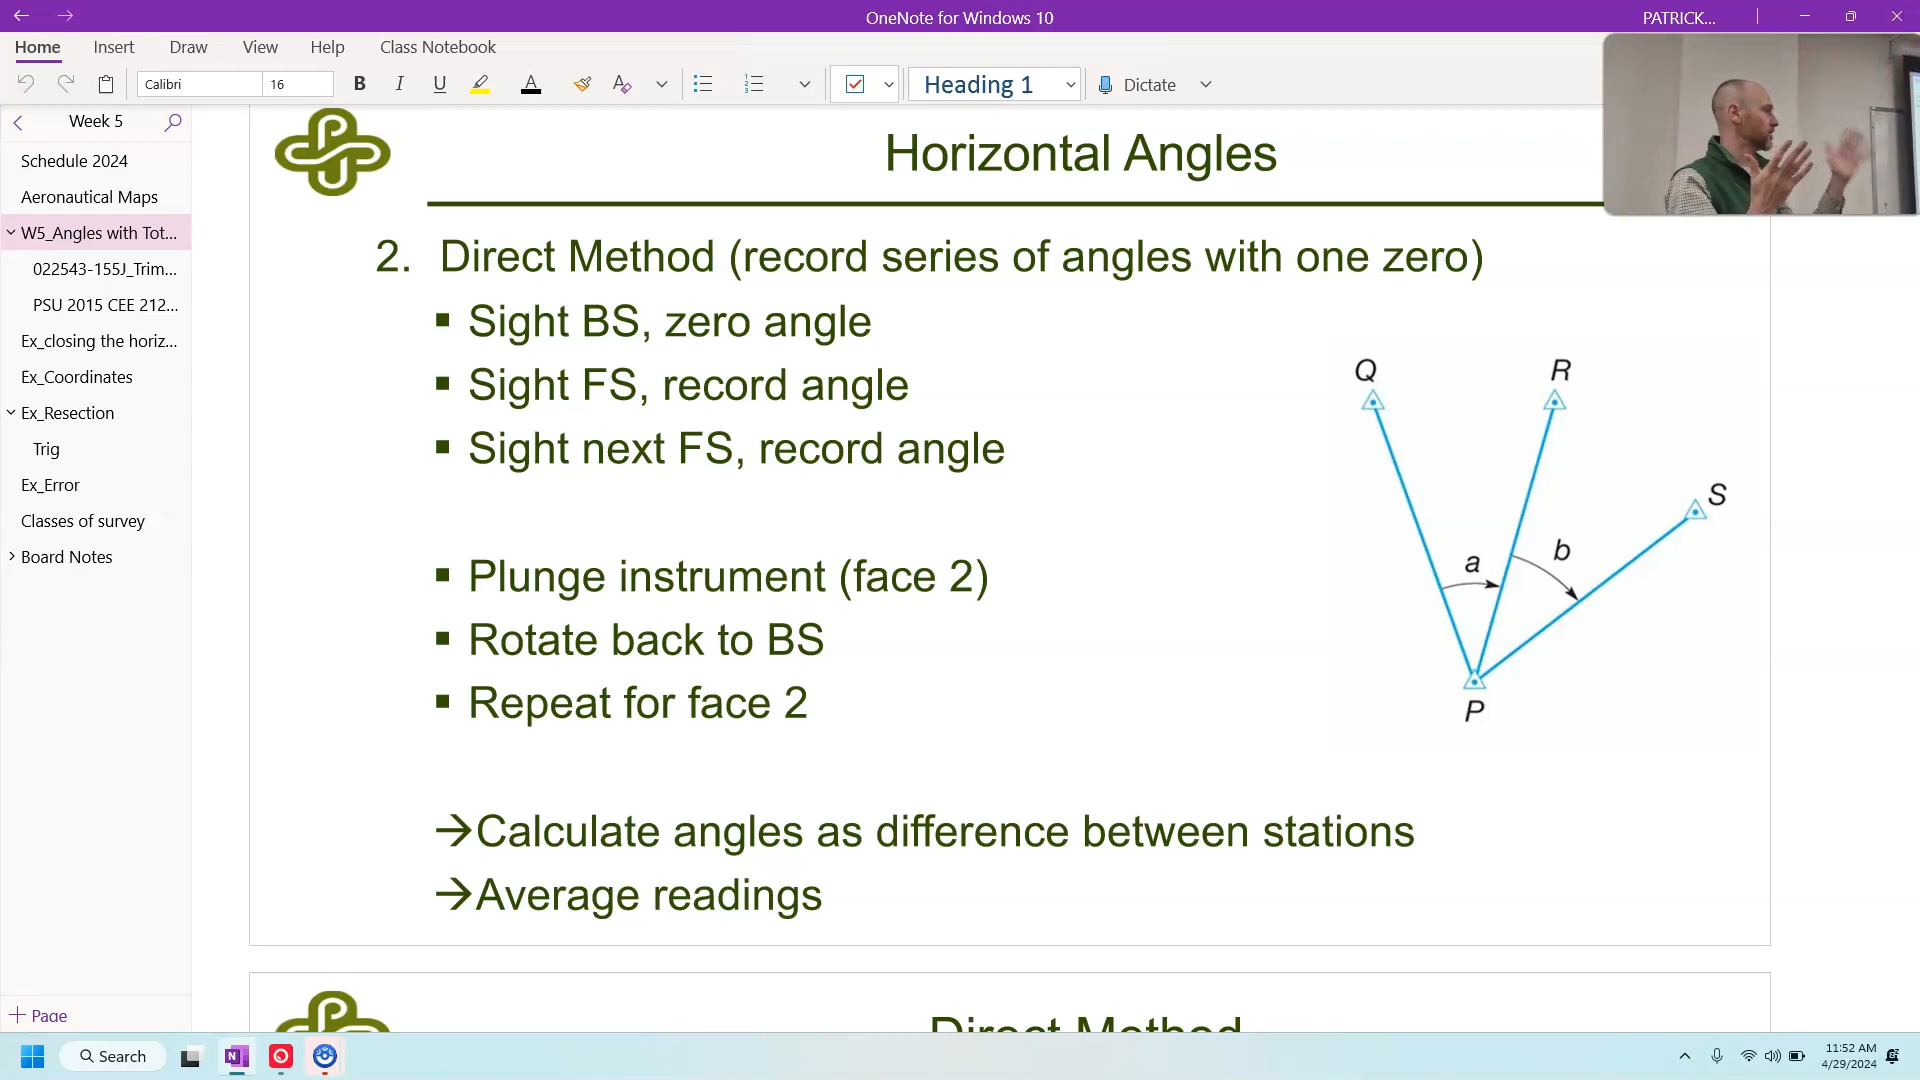 OneNote for Windows 10
PATRICK...
Home
Insert
Draw
View
Help
Class Notebook
Calibri
16
B
I
U
A
A
Heading 1
Dictate
Week 5
Schedule 2024
Aeronautical Maps
W5_Angles with Tot...
022543-155J_Trim...
PSU 2015 CEE 212...
Ex_closing the horiz...
Ex_Coordinates
Ex_Resection
Trig
Ex_Error
Classes of survey
Board Notes
Page
Horizontal Angles
2. Direct Method (record series of angles with one zero)
▪ Sight BS, zero angle
▪ Sight FS, record angle
▪ Sight next FS, record angle
▪ Plunge instrument (face 2)
▪ Rotate back to BS
▪ Repeat for face 2
→Calculate angles as difference between stations
→Average readings
Q
R
S
a
b
P
Direct Method
Search
11:52 AM
4/29/2024